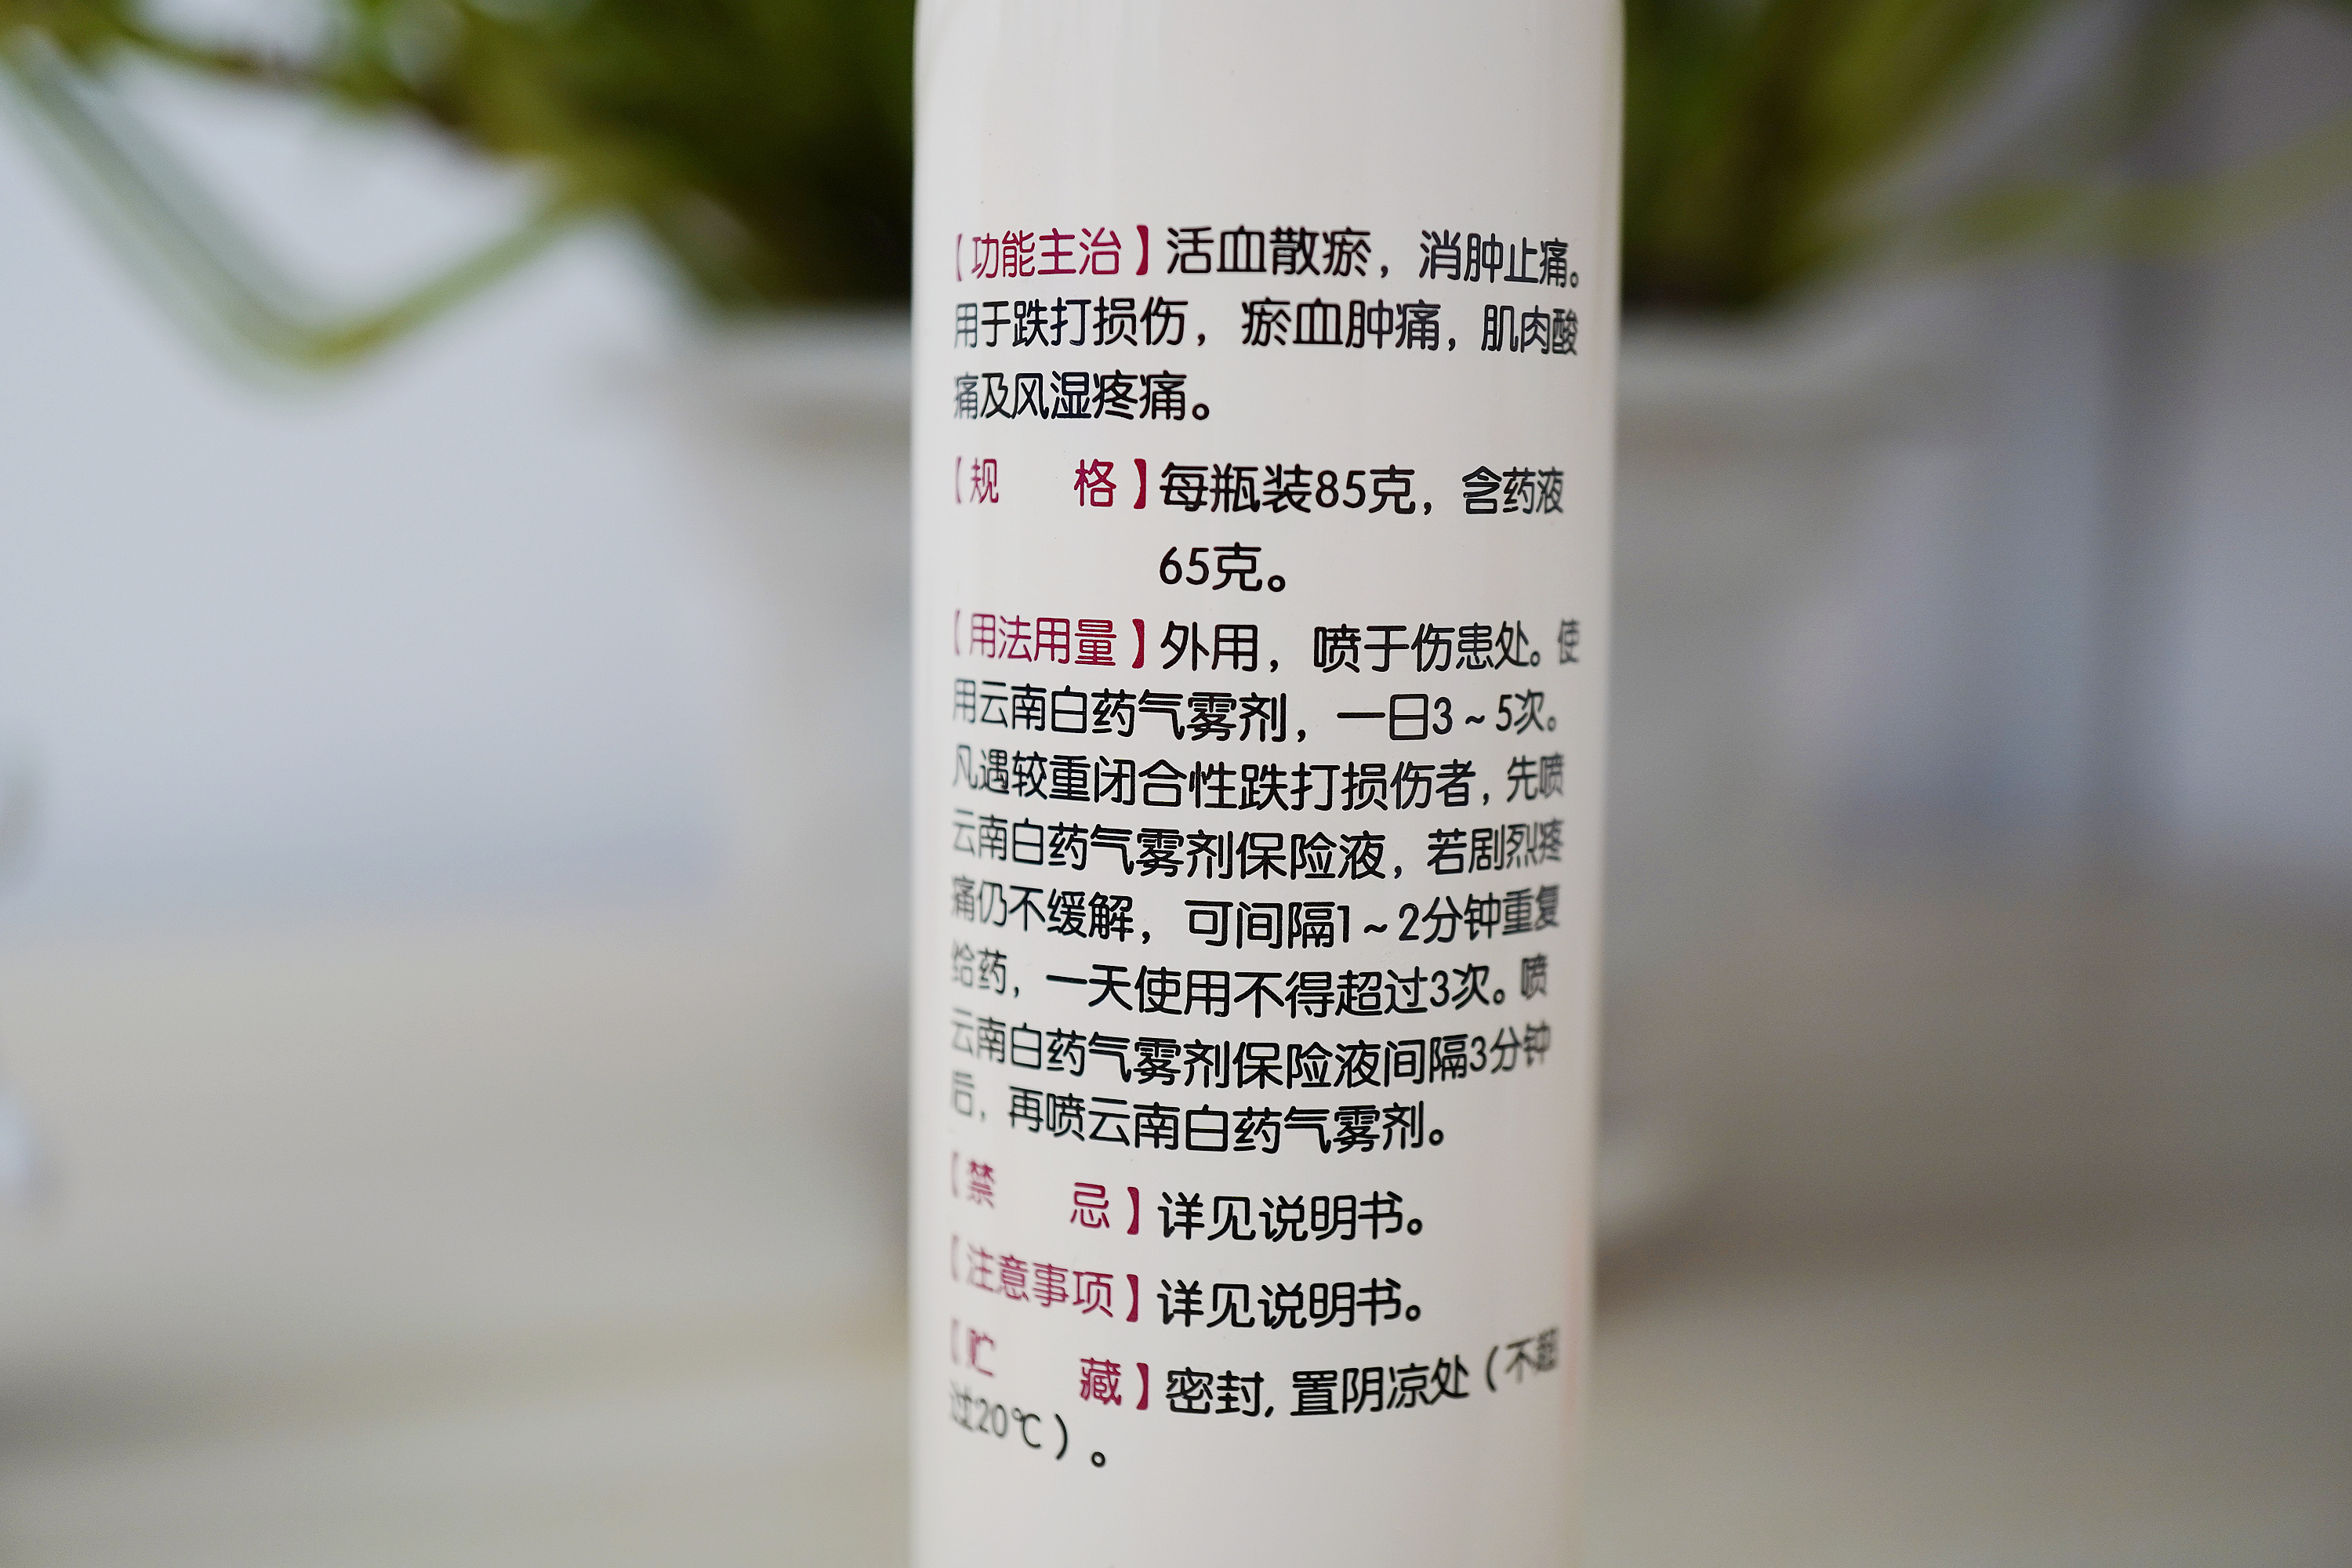 【功能主治】活血散瘀，消肿止痛。
用于跌打损伤，瘀血肿痛，肌肉酸
痛及风湿疼痛。
【规 格】每瓶装85克，含药液
65克。
【用法用量】外用，喷于伤患处。使
用云南白药气雾剂，一日3~5次。
凡遇较重闭合性跌打损伤者，先喷
云南白药气雾剂保险液，若剧烈疼
痛仍不缓解，可间隔1~2分钟重复
给药，一天使用不得超过3次。喷
云南白药气雾剂保险液间隔3分钟
后，再喷云南白药气雾剂。
【禁 忌】详见说明书。
【注意事项】详见说明书。
【贮 藏】密封，置阴凉处（不超
过20℃）。